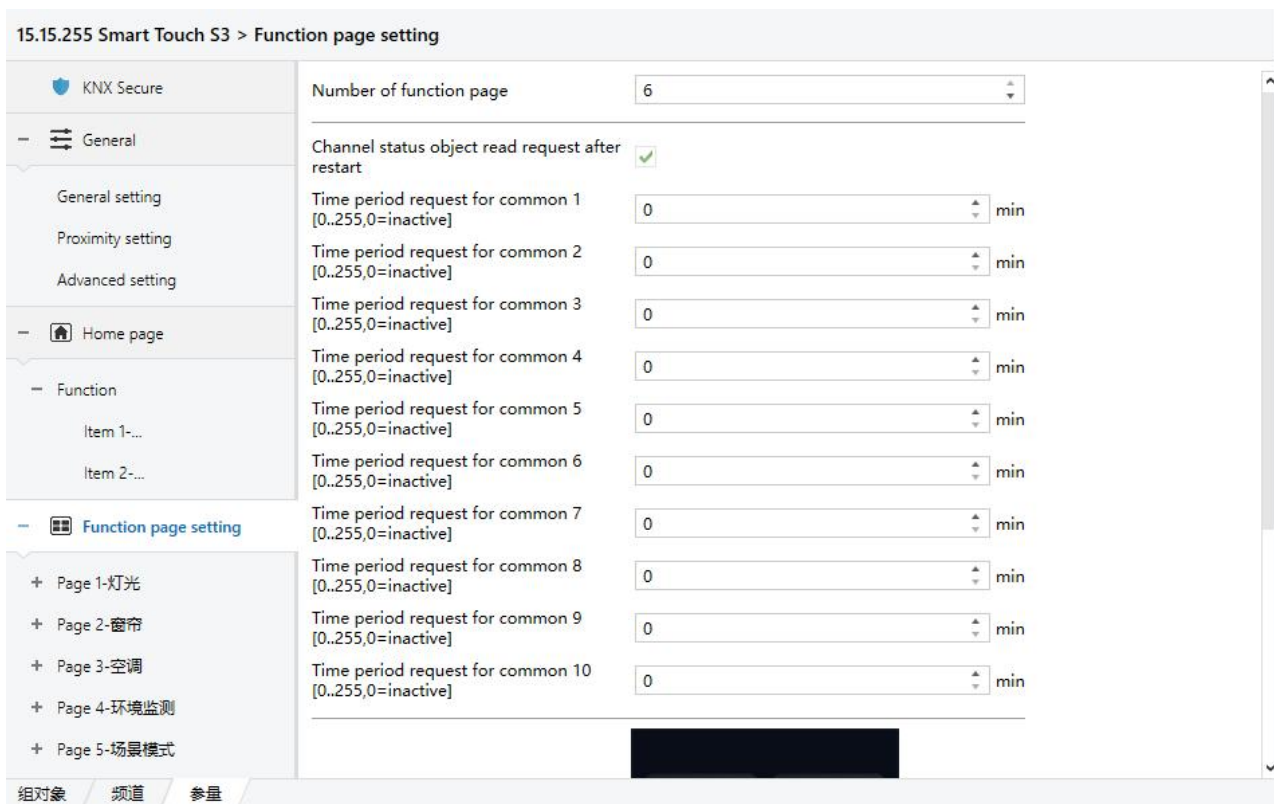 15.15.255 Smart Touch S3 > Function page setting
KNX Secure
General
General setting
Proximity setting
Advanced setting
Home page
Function
Item 1-...
Item 2-...
Function page setting
Page 1-灯光
Page 2-窗帘
Page 3-空调
Page 4-环境监测
Page 5-场景模式
Number of function page
6
Channel status object read request after
restart
Time period request for common 1
[0..255,0=inactive]
0 min
Time period request for common 2
[0..255,0=inactive]
0 min
Time period request for common 3
[0..255,0=inactive]
0 min
Time period request for common 4
[0..255,0=inactive]
0 min
Time period request for common 5
[0..255,0=inactive]
0 min
Time period request for common 6
[0..255,0=inactive]
0 min
Time period request for common 7
[0..255,0=inactive]
0 min
Time period request for common 8
[0..255,0=inactive]
0 min
Time period request for common 9
[0..255,0=inactive]
0 min
Time period request for common 10
[0..255,0=inactive]
0 min
组对象 频道 参量